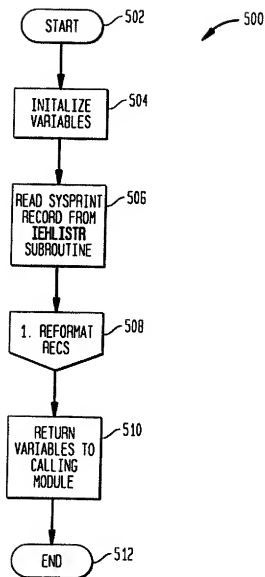 START
502
500
INITALIZE
VARIABLES
504
READ SYSPRINT
RECORD FROM
IEHLISTR
SUBROUTINE
506
1. REFORMAT
RECS
508
RETURN
VARIABLES TO
CALLING
MODULE
510
END
512